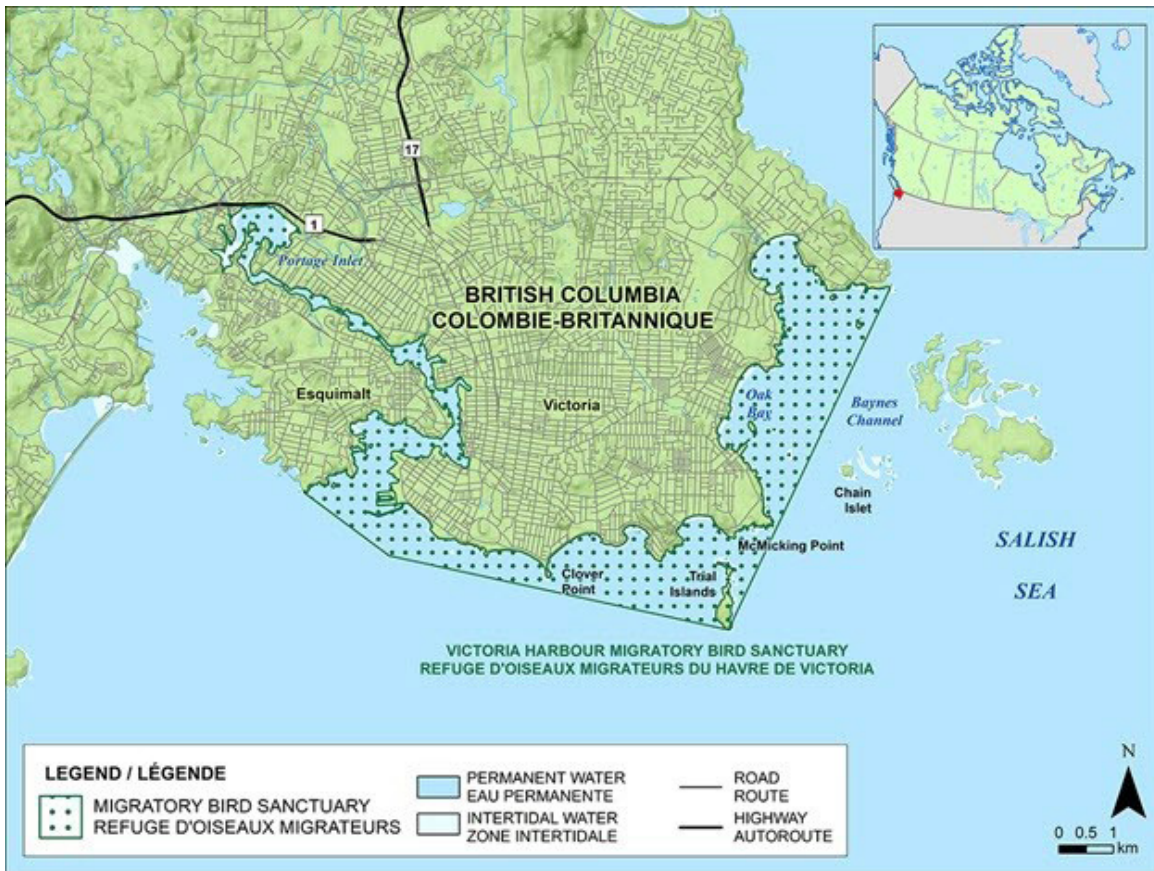 17
1
Portage Inlet
BRITISH COLUMBIA
COLOMBIE-BRITANNIQUE
Esquimalt
Victoria
Oak
Bay
Baynes
Channel
Chain
Islet
McMicking Point
SALISH
SEA
Clover
Point
Trial
Islands
VICTORIA HARBOUR MIGRATORY BIRD SANCTUARY
REFUGE D'OISEAUX MIGRATEURS DU HAVRE DE VICTORIA
LEGEND / LÉGENDE
MIGRATORY BIRD SANCTUARY
REFUGE D'OISEAUX MIGRATEURS
PERMANENT WATER
EAU PERMANENTE
INTERTIDAL WATER
ZONE INTERTIDALE
ROAD
ROUTE
HIGHWAY
AUTOROUTE
N
0 0.5 1
km